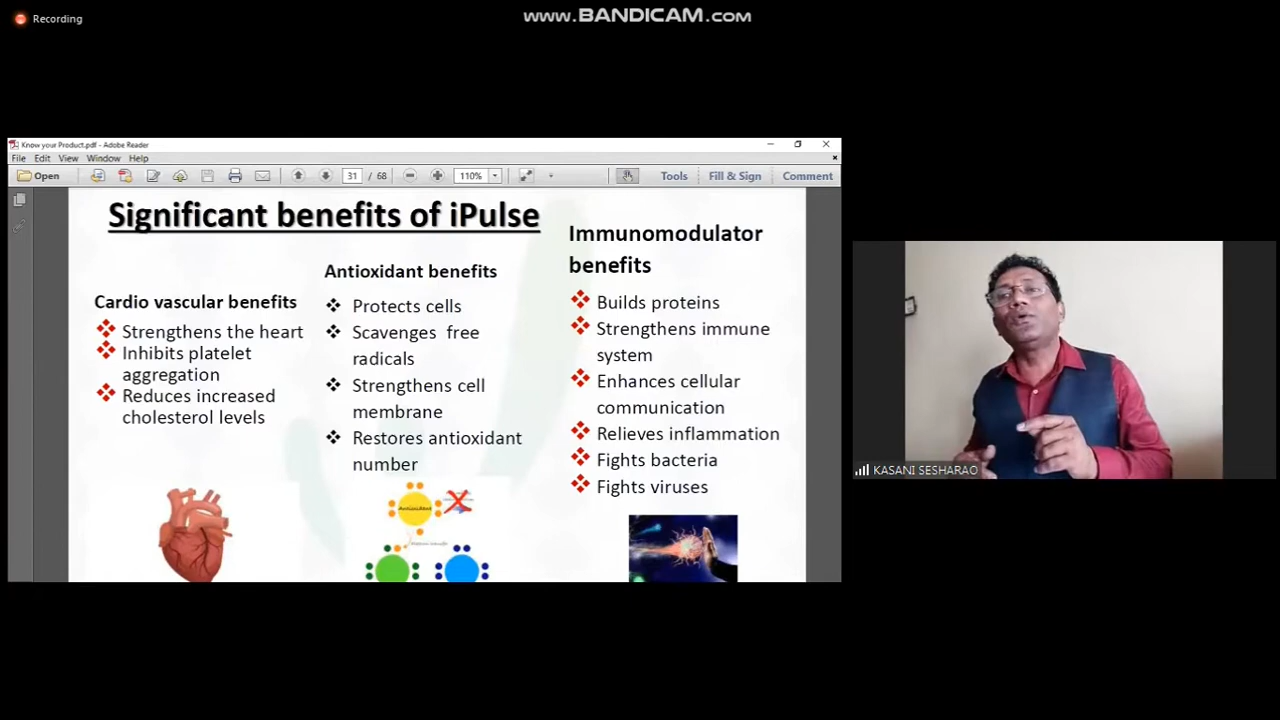 Recording
www.BANDICAM.com
Know your Product.pdf - Adobe Reader
File Edit View Window Help
Open 31 / 68 110% Tools Fill & Sign Comment
Significant benefits of iPulse
Cardio vascular benefits
Strengthens the heart
Inhibits platelet
aggregation
Reduces increased
cholesterol levels
Antioxidant benefits
Protects cells
Scavenges free
radicals
Strengthens cell
membrane
Restores antioxidant
number
Antioxidant
Immunomodulator
benefits
Builds proteins
Strengthens immune
system
Enhances cellular
communication
Relieves inflammation
Fights bacteria
Fights viruses
KASANI SESHARAO